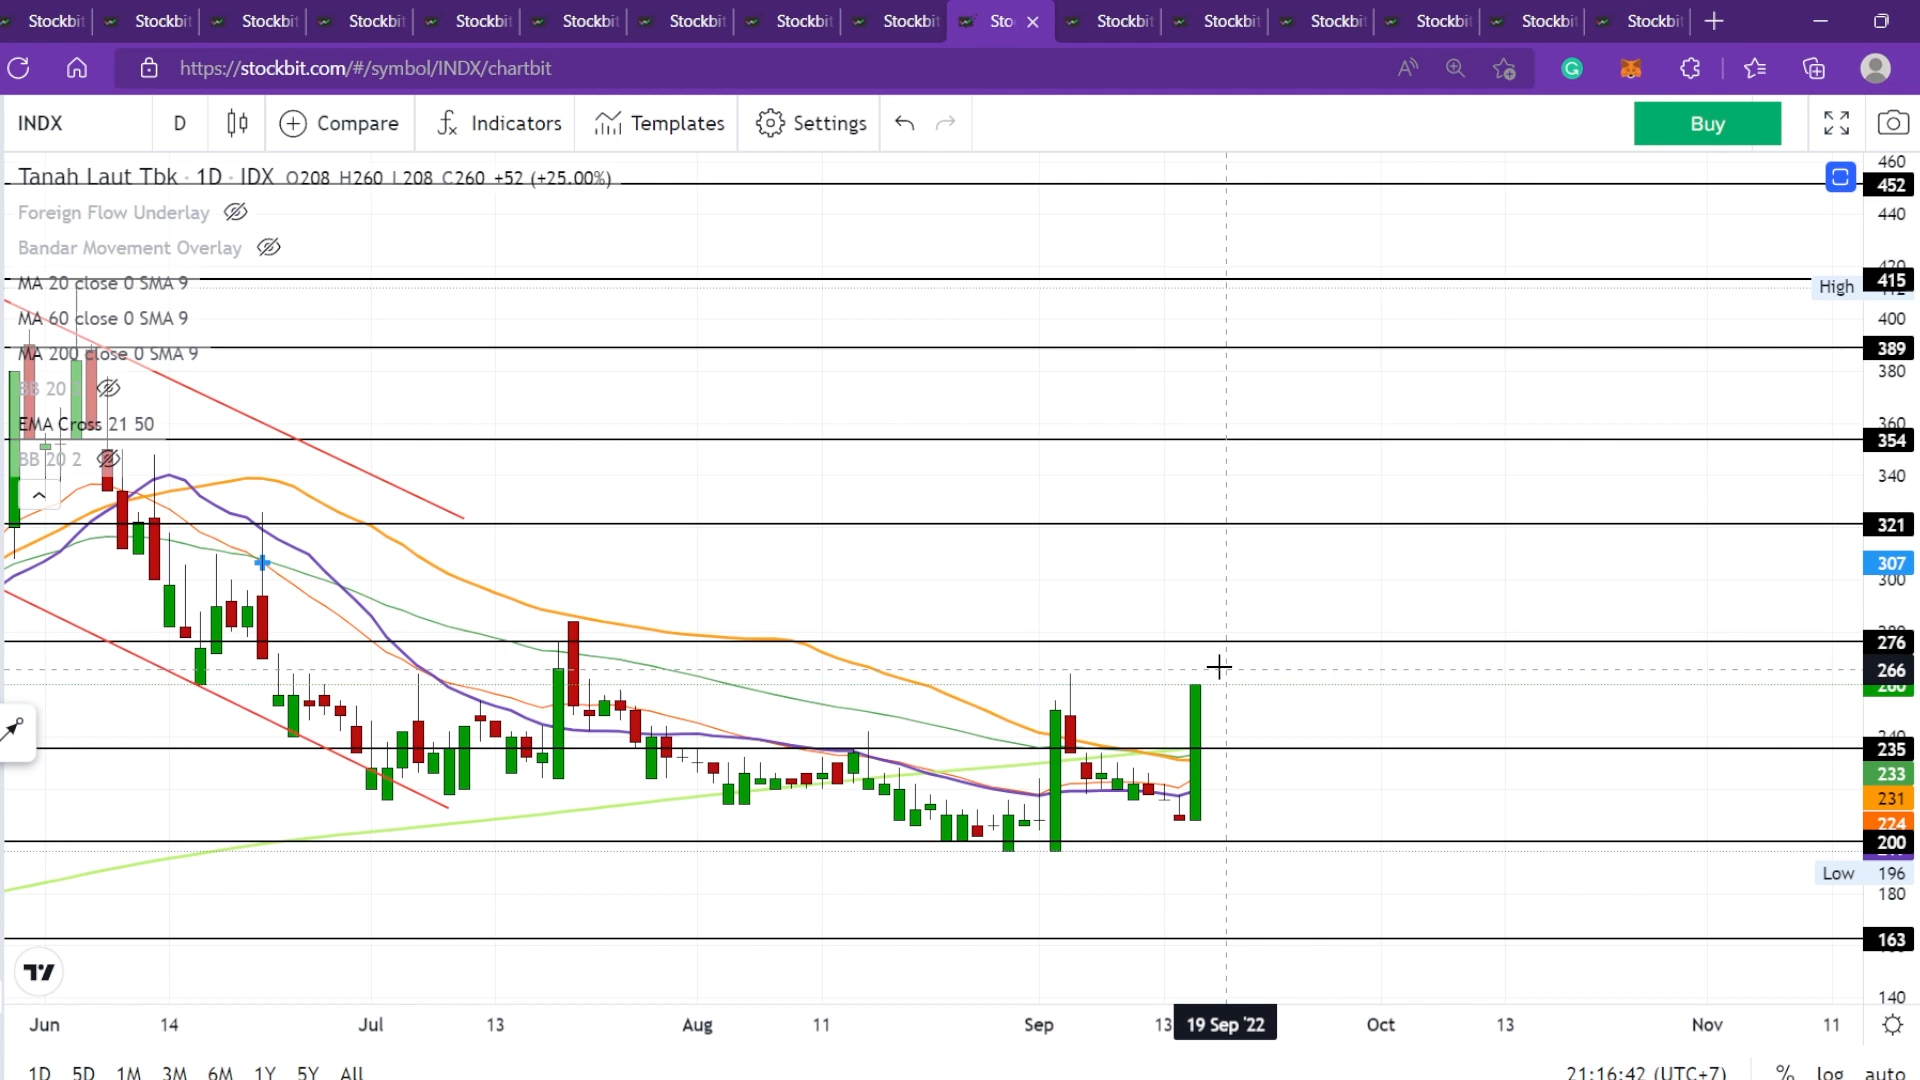 Stockbit Stockbit Stockbit Stockbit Stockbit Stockbit Stockbit Stockbit Stockbit Sto Stockbit Stockbit Stockbit Stockbit Stockbit Stockbit
https://stockbit.com/#/symbol/INDX/chartbit
INDX D Compare Indicators Templates Settings Buy
Tanah Laut Tbk · 1D · IDX O208 H260 L208 C260 +52 (+25.00%)
Foreign Flow Underlay
Bandar Movement Overlay
MA 20 close 0 SMA 9
MA 60 close 0 SMA 9
MA 200 close 0 SMA 9
BB 20
EMA Cross 21 50
BB 20 2
460
452
440
420
415
High
400
389
380
360
354
340
321
307
300
280
276
266
260
240
235
233
231
224
200
Low 196
180
163
140
Jun 14 Jul 13 Aug 11 Sep 13 19 Sep '22 Oct 13 Nov 11
1D 5D 1M 3M 6M 1Y 5Y All 21:16:42 (UTC+7) % log auto